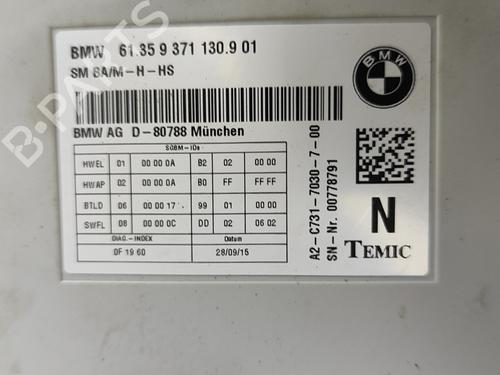 BMW 61.35 9 371 130.9 01
SM BA/M-H-HS
BMW
BMW AG D-80788 München
SGBM-IDs
HWEL 01 00 00 0A B2 02 00 00
HWAP 02 00 00 0A B0 FF FF FF
BTLD 06 00 00 17 99 01 00 00
SWFL 08 00 00 0C DD 02 06 02
DIAG.-INDEX Datum
0F 19 60 28/09/15
A2-C731-7030-7-00
SN-Nr. 00778791
N
TEMIC
B-PARTS